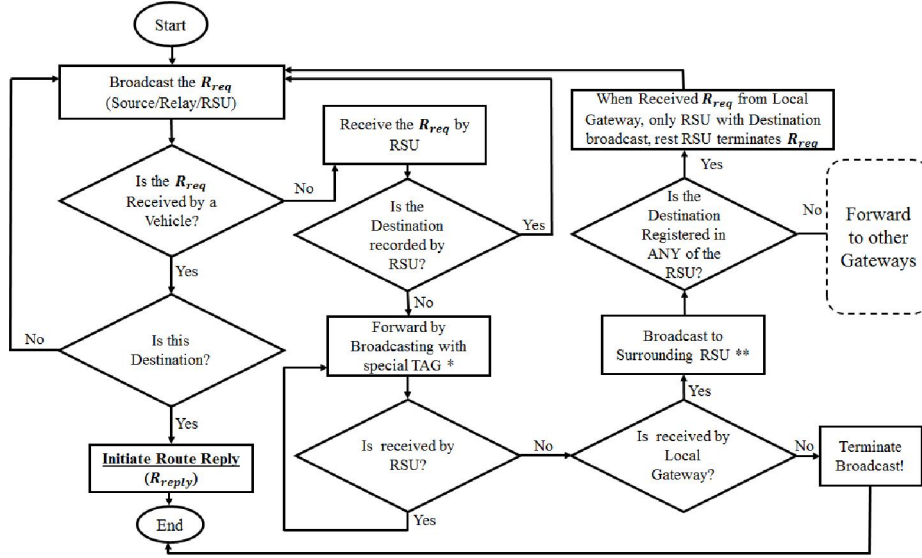 Start
Broadcast the R_req
(Source/Relay/RSU)
Is the R_req
Received by a
Vehicle?
No
Yes
Is this
Destination?
No
Yes
Initiate Route Reply
(R_reply)
End
Receive the R_req by
RSU
Is the
Destination
recorded by
RSU?
Yes
No
Forward by
Broadcasting with
special TAG *
Is received by
RSU?
Yes
No
Is received by
Local
Gateway?
No
Terminate
Broadcast!
Yes
Broadcast to
Surrounding RSU **
Is the
Destination
Registered in
ANY of the
RSU?
Yes
When Received R_req from Local
Gateway, only RSU with Destination
broadcast, rest RSU terminates R_req
No
Forward
to other
Gateways